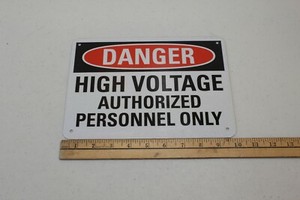 DANGER
HIGH VOLTAGE
AUTHORIZED
PERSONNEL ONLY